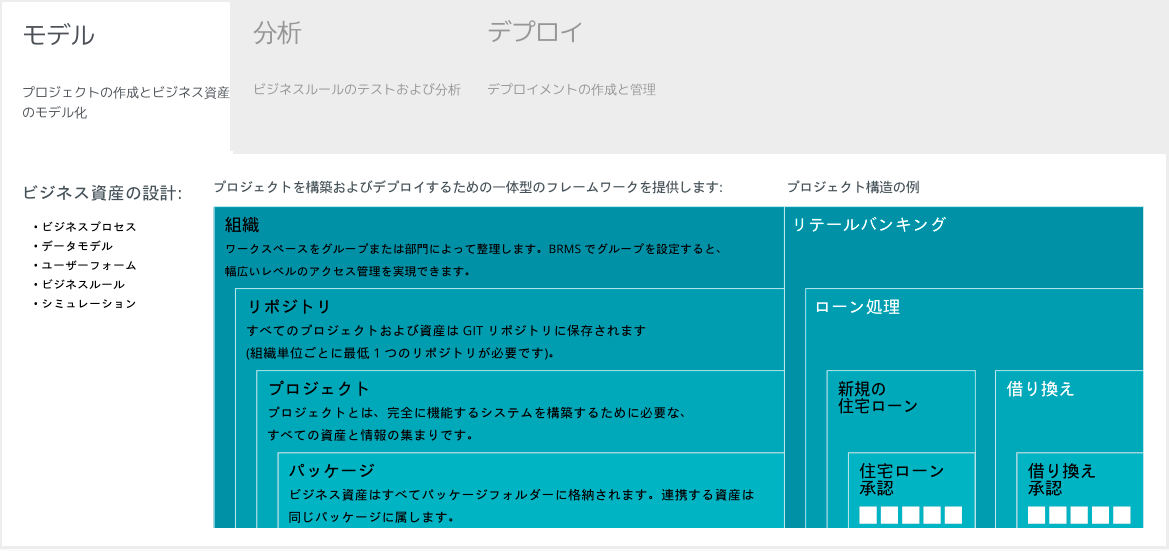 モデル
プロジェクトの作成とビジネス資産
のモデル化
分析
ビジネスルールのテストおよび分析
デプロイ
デプロイメントの作成と管理
ビジネス資産の設計:
・ビジネスプロセス
・データモデル
・ユーザーフォーム
・ビジネスルール
・シミュレーション
プロジェクトを構築およびデプロイするための一体型のフレームワークを提供します:
組織
ワークスペースをグループまたは部門によって整理します。BRMS でグループを設定すると、
幅広いレベルのアクセス管理を実現できます。
リポジトリ
すべてのプロジェクトおよび資産は GIT リポジトリに保存されます
(組織単位ごとに最低 1 つのリポジトリが必要です)。
プロジェクト
プロジェクトとは、完全に機能するシステムを構築するために必要な、
すべての資産と情報の集まりです。
パッケージ
ビジネス資産はすべてパッケージフォルダーに格納されます。連携する資産は
同じパッケージに属します。
プロジェクト構造の例
リテールバンキング
ローン処理
新規の
住宅ローン
住宅ローン
承認
借り換え
借り換え
承認